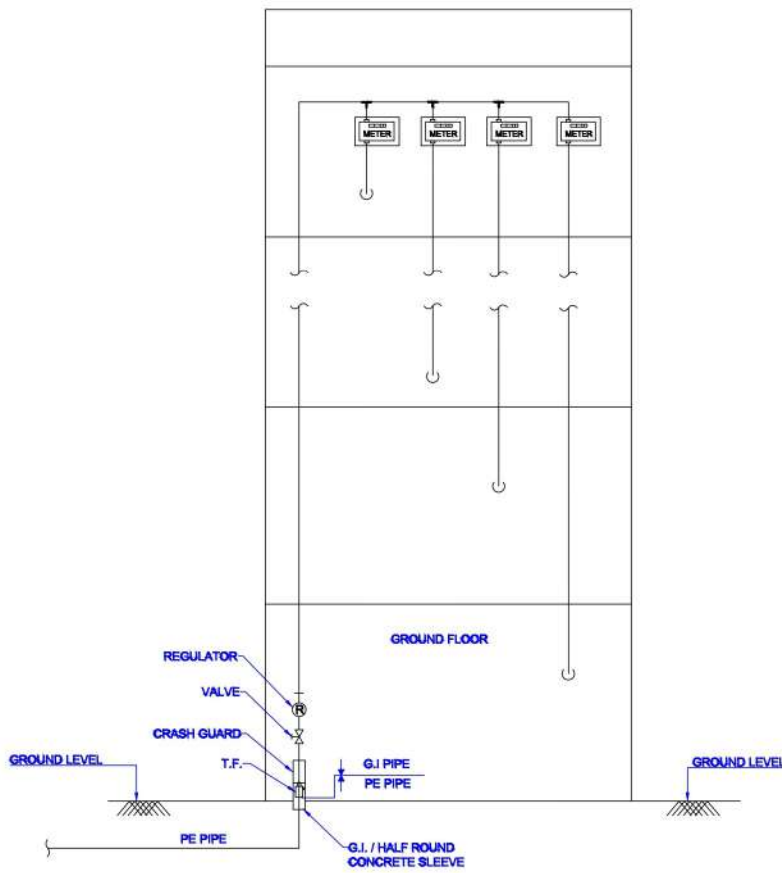 METER
METER
METER
METER
GROUND FLOOR
REGULATOR
R
VALVE
CRASH GUARD
GROUND LEVEL
G.I PIPE
GROUND LEVEL
T.F.
PE PIPE
PE PIPE
G.I. / HALF ROUND
CONCRETE SLEEVE